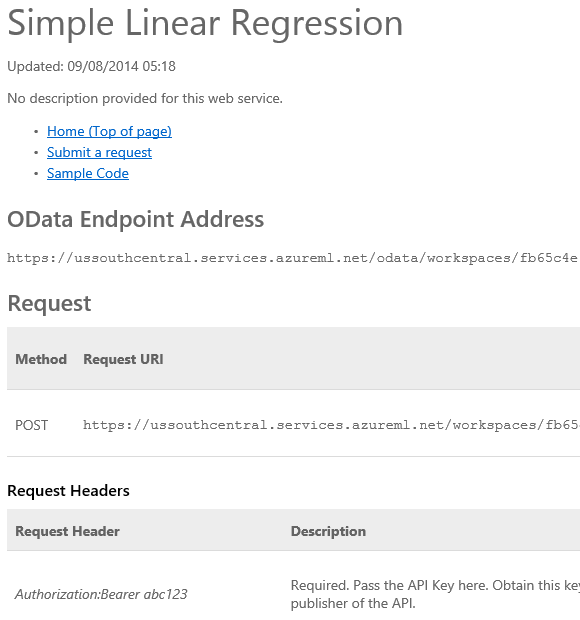 Simple Linear Regression
Updated: 09/08/2014 05:18
No description provided for this web service.
• Home (Top of page)
• Submit a request
• Sample Code
OData Endpoint Address
https://ussouthcentral.services.azureml.net/odata/workspaces/fb65c4e
Request
Method Request URI
POST https://ussouthcentral.services.azureml.net/workspaces/fb65
Request Headers
Request Header Description
Authorization:Bearer abc123 Required. Pass the API Key here. Obtain this key
publisher of the API.